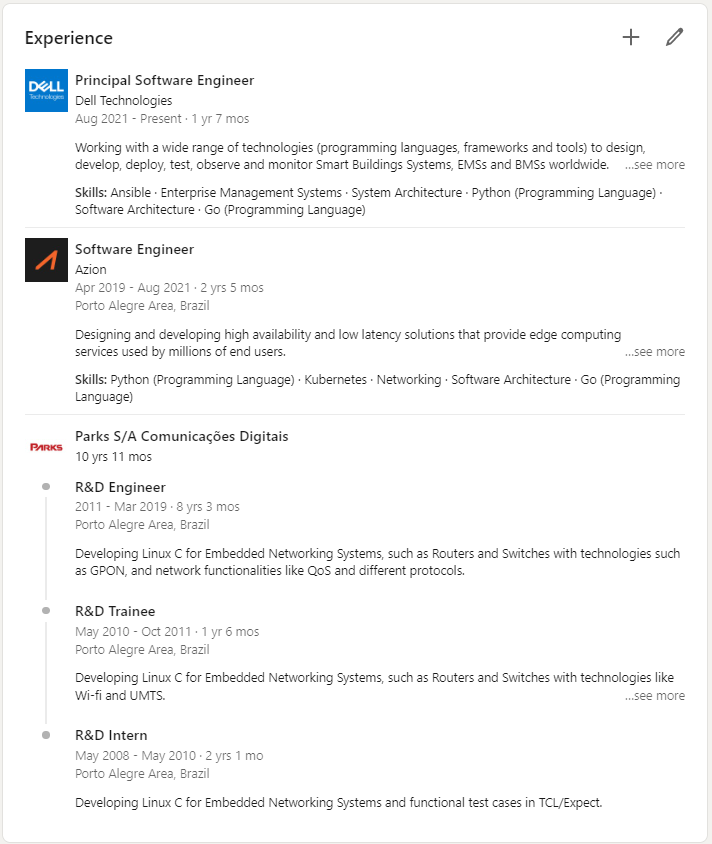 Experience
DELL
Technologies
Principal Software Engineer
Dell Technologies
Aug 2021 - Present · 1 yr 7 mos
Working with a wide range of technologies (programming languages, frameworks and tools) to design,
develop, deploy, test, observe and monitor Smart Buildings Systems, EMSs and BMSs worldwide. ...see more
Skills: Ansible · Enterprise Management Systems · System Architecture · Python (Programming Language) ·
Software Architecture · Go (Programming Language)
Software Engineer
Azion
Apr 2019 - Aug 2021 · 2 yrs 5 mos
Porto Alegre Area, Brazil
Designing and developing high availability and low latency solutions that provide edge computing
services used by millions of end users. ...see more
Skills: Python (Programming Language) · Kubernetes · Networking · Software Architecture · Go (Programming
Language)
PARKS
Parks S/A Comunicações Digitais
10 yrs 11 mos
R&D Engineer
2011 - Mar 2019 · 8 yrs 3 mos
Porto Alegre Area, Brazil
Developing Linux C for Embedded Networking Systems, such as Routers and Switches with technologies such
as GPON, and network functionalities like QoS and different protocols.
R&D Trainee
May 2010 - Oct 2011 · 1 yr 6 mos
Porto Alegre Area, Brazil
Developing Linux C for Embedded Networking Systems, such as Routers and Switches with technologies like
Wi-fi and UMTS. ...see more
R&D Intern
May 2008 - May 2010 · 2 yrs 1 mo
Porto Alegre Area, Brazil
Developing Linux C for Embedded Networking Systems and functional test cases in TCL/Expect.